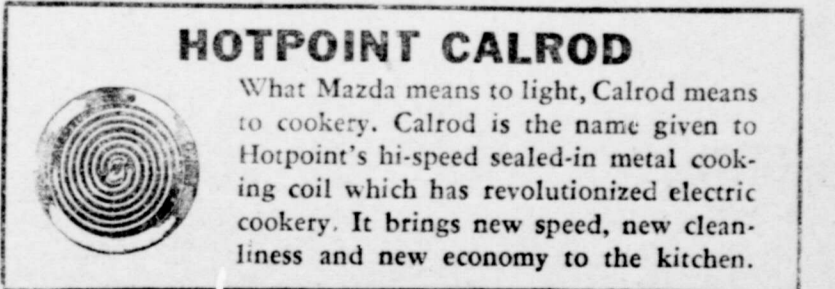 HOTPOINT CALROD
What Mazda means to light, Calrod means
to cookery. Calrod is the name given to
Hotpoint's hi-speed sealed-in metal cook-
ing coil which has revolutionized electric
cookery. It brings new speed, new clean-
liness and new economy to the kitchen.